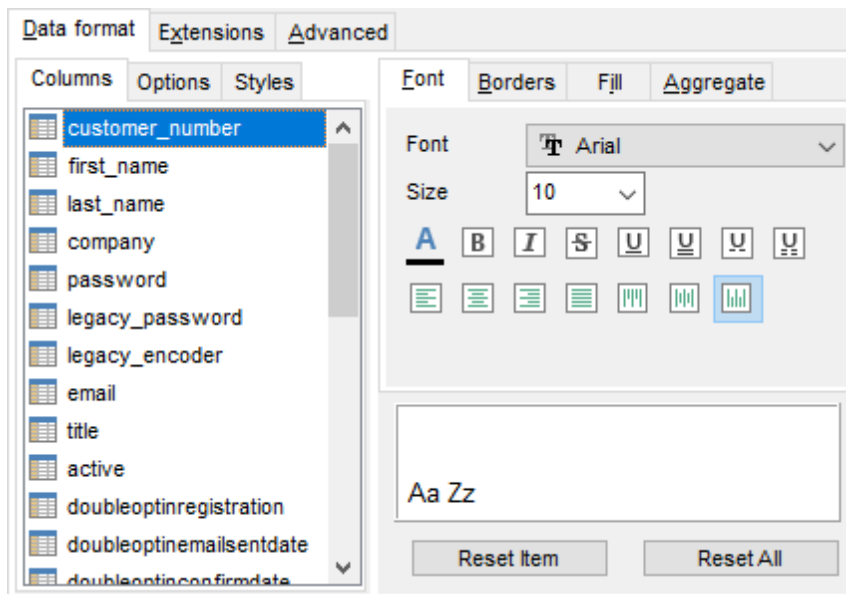 Data format Extensions Advanced
Columns Options Styles
customer_number
first_name
last_name
company
password
legacy_password
legacy_encoder
email
title
active
doubleoptinregistration
doubleoptinemailsentdate
doubleoptinconfirmdate
Font Borders Fill Aggregate
Font Arial
Size 10
A B I S U U U U
Aa Zz
Reset Item Reset All